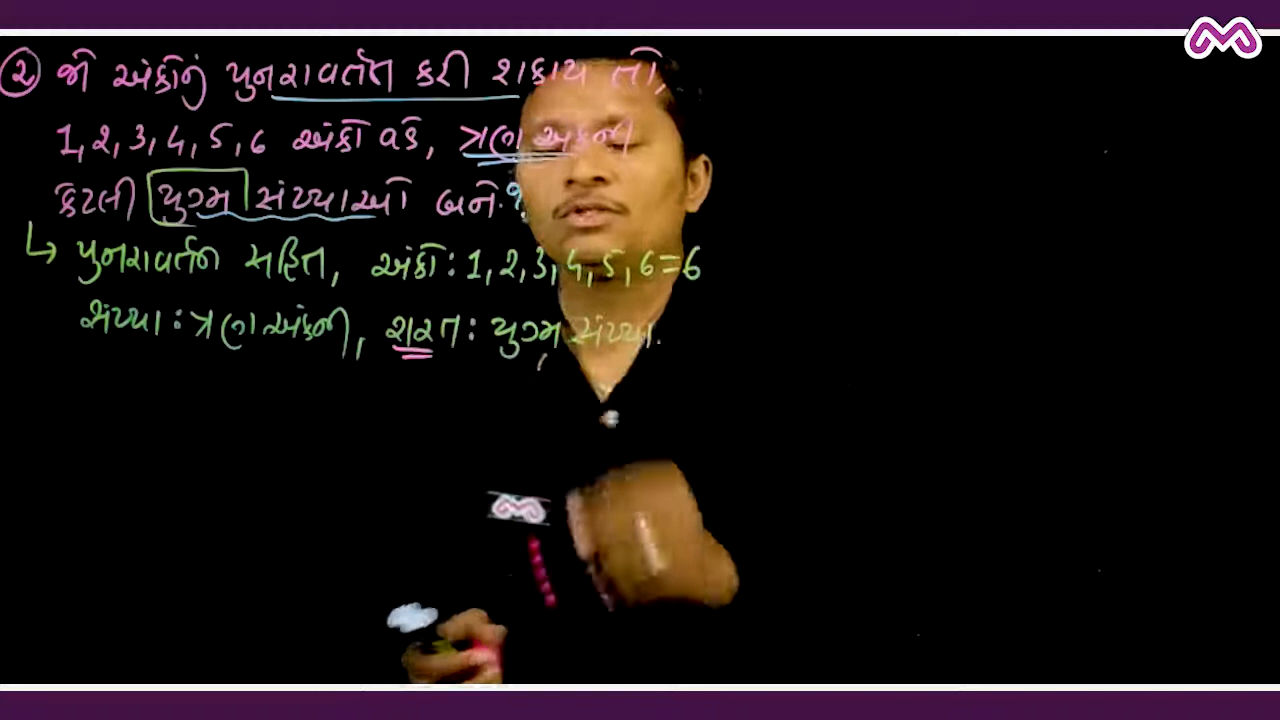 ૨ જો અંકોનું પુનરાવર્તન કરી શકાય તો,
1, 2, 3, 4, 5, 6 અંકો વડે, ત્રણ અંકની
કેટલી યુગ્મ સંખ્યાઓ બને.?
↳ પુનરાવર્તન સહિત, અંકો : 1, 2, 3, 4, 5, 6 = 6
સંખ્યા : ત્રણ અંકની, શરત : યુગ્મ સંખ્યા.